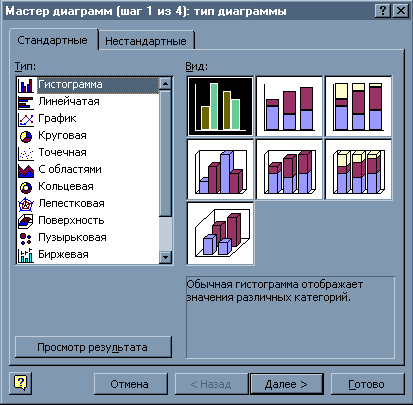 Мастер диаграмм (шаг 1 из 4): тип диаграммы
Стандартные
Нестандартные
Тип:
Гистограмма
Линейчатая
График
Круговая
Точечная
С областями
Кольцевая
Лепестковая
Поверхность
Пузырьковая
Биржевая
Вид:
Обычная гистограмма отображает
значения различных категорий.
Просмотр результата
Отмена
< Назад
Далее >
Готово